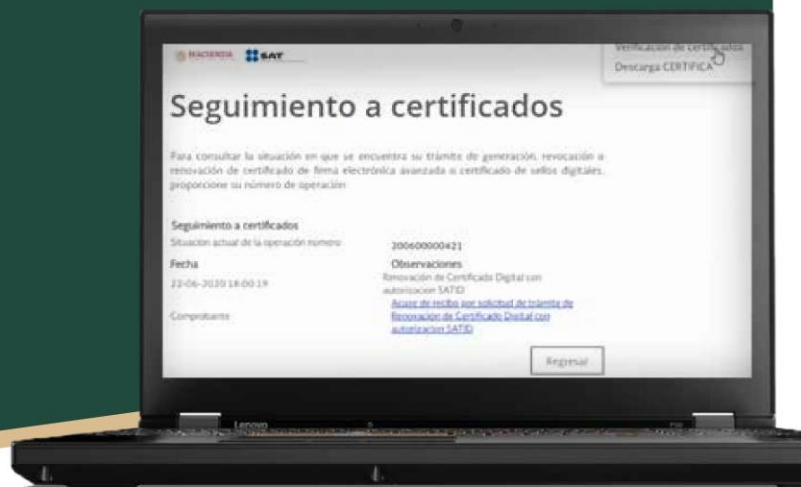 HACIENDA SAT
Verificación de certificados
Descarga CERTIFICA
Seguimiento a certificados
Para consultar la situación en que se encuentra su trámite de generación, revocación o
renovación de certificado de firma electrónica avanzada o certificado de sellos digitales,
proporcione su número de operación
Seguimiento a certificados
Situación actual de la operación número 200600000421
Fecha Observaciones
22-06-2020 18:00:19 Renovación de Certificado Digital con
autorizacion SATID
Comprobante Acuse de recibo por solicitud de trámite de
Renovación de Certificado Digital con
autorizacion SATID
Regresar
Lenovo